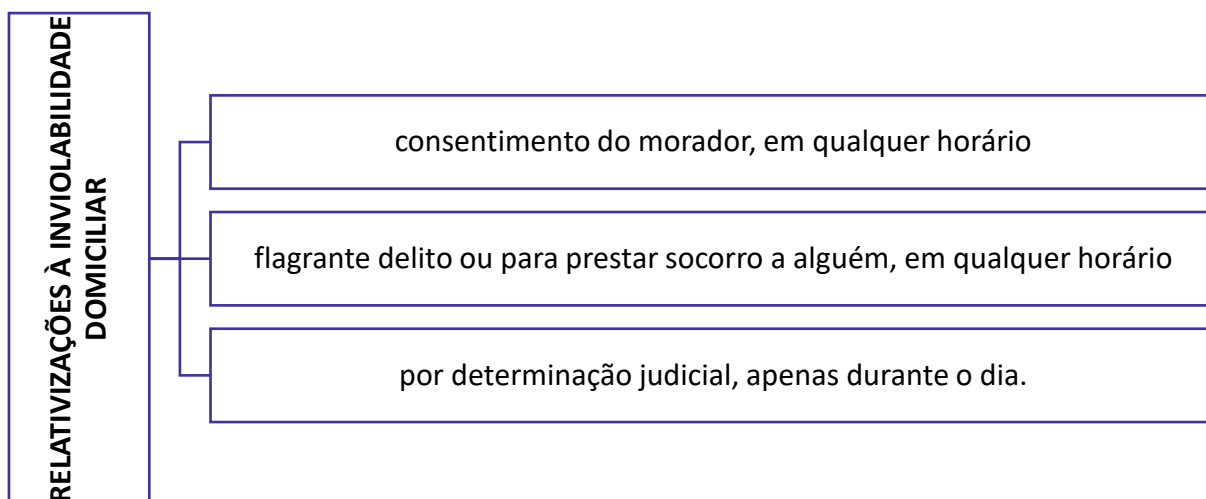 RELATIVIZAÇÕES À INVIOLABILIDADE
DOMICILIAR
consentimento do morador, em qualquer horário
flagrante delito ou para prestar socorro a alguém, em qualquer horário
por determinação judicial, apenas durante o dia.